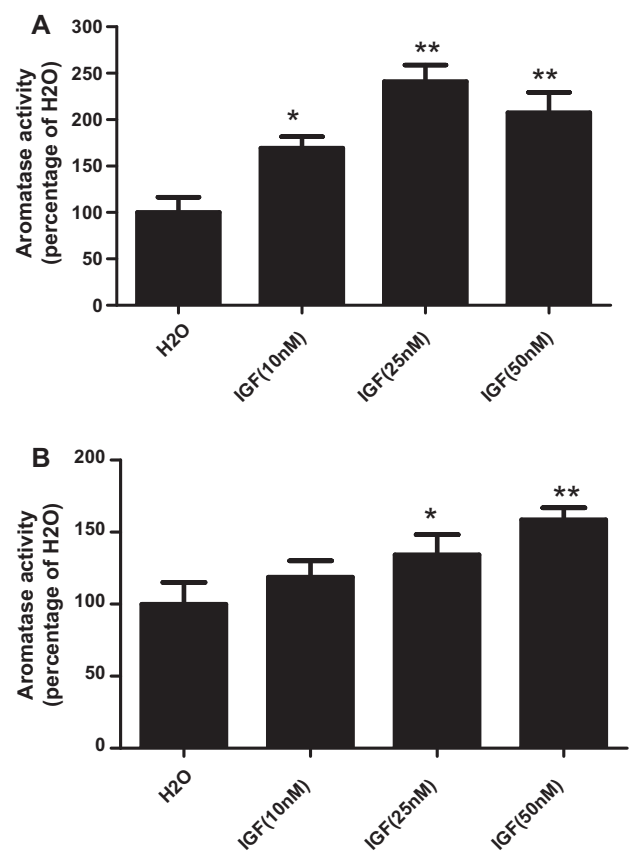 A
Aromatase activity
(percentage of H2O)
300
250
200
150
100
50
0
*
**
**
H2O
IGF(10nM)
IGF(25nM)
IGF(50nM)
B
Aromatase activity
(percentage of H2O)
200
150
100
50
0
*
**
H2O
IGF(10nM)
IGF(25nM)
IGF(50nM)